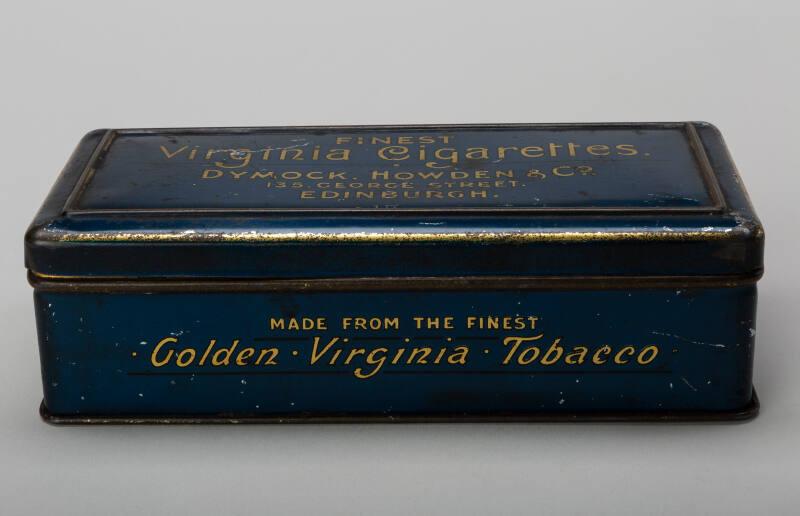 FINEST
Virginia Cigarettes.
DYMOCK. HOWDEN & Co.
135. GEORGE STREET.
EDINBURGH.
MADE FROM THE FINEST
· Golden · Virginia · Tobacco ·